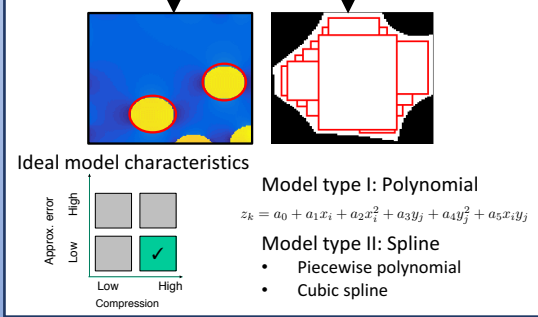 Ideal model characteristics
Approx. error
High
Low
✓
Low High
Compression
Model type I: Polynomial
z_k = a_0 + a_1x_i + a_2x_i^2 + a_3y_j + a_4y_j^2 + a_5x_iy_j
Model type II: Spline
• Piecewise polynomial
• Cubic spline